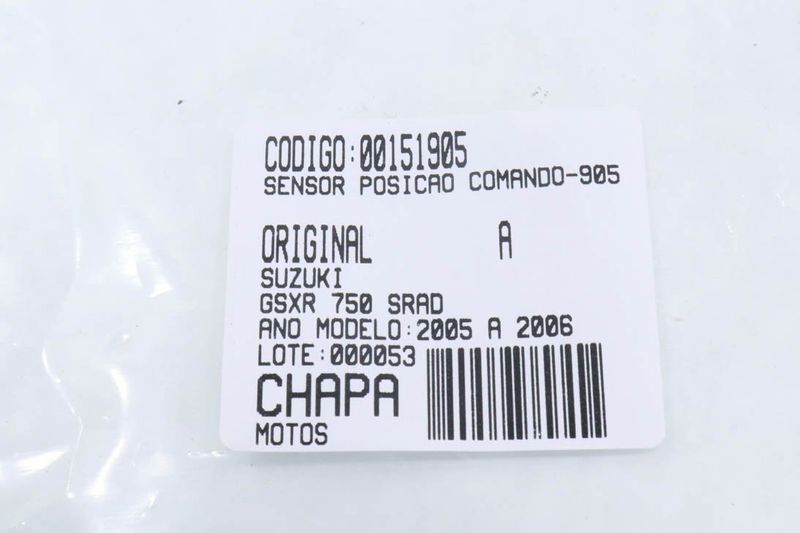 CODIGO:00151905
SENSOR POSICAO COMANDO-905
ORIGINAL A
SUZUKI
GSXR 750 SRAD
ANO MODELO:2005 A 2006
LOTE:000053
CHAPA
MOTOS